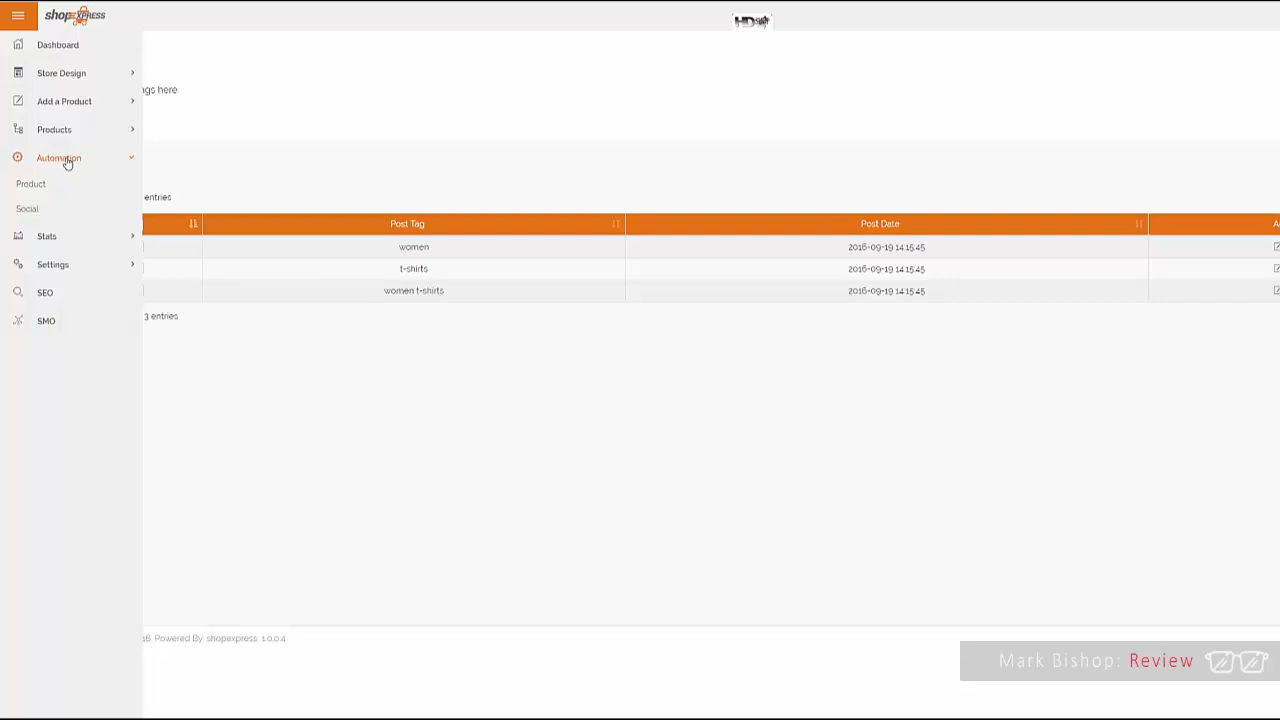 shopexpress
HD
Dashboard
Store Design
Add a Product
Products
Automation
Product
Social
Stats
Settings
SEO
SMO
ags here
entries
Post Tag Post Date
women 2016-09-19 14:15:45
t-shirts 2016-09-19 14:15:45
women t-shirts 2016-09-19 14:15:45
3 entries
16. Powered By: shopexpress 1.0.0.4
Mark Bishop: Review